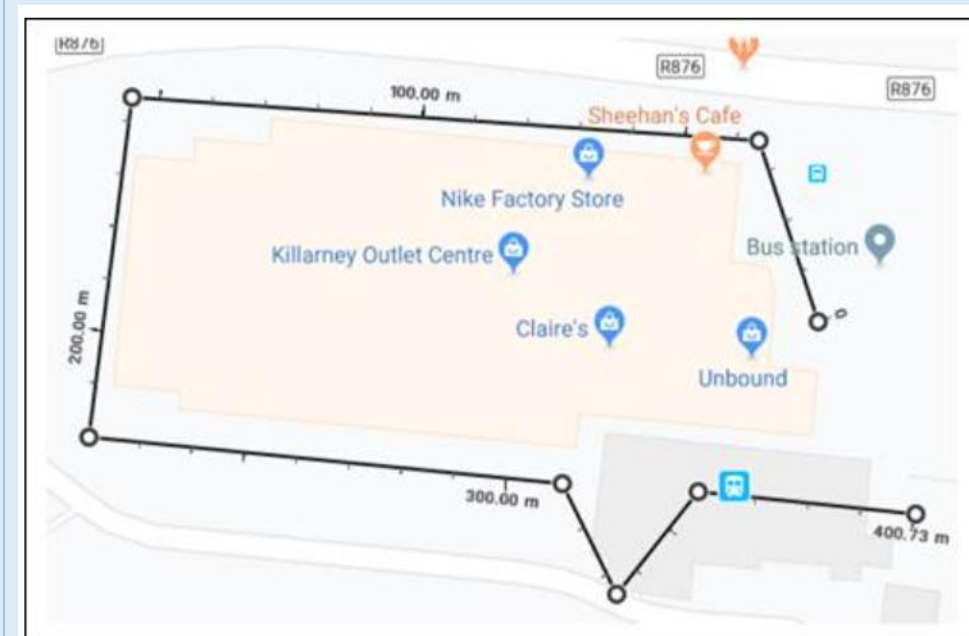 R876
R876
R876
100.00 m
Sheehan's Cafe
Nike Factory Store
Bus station
Killarney Outlet Centre
0
200.00 m
Claire's
Unbound
300.00 m
400.73 m